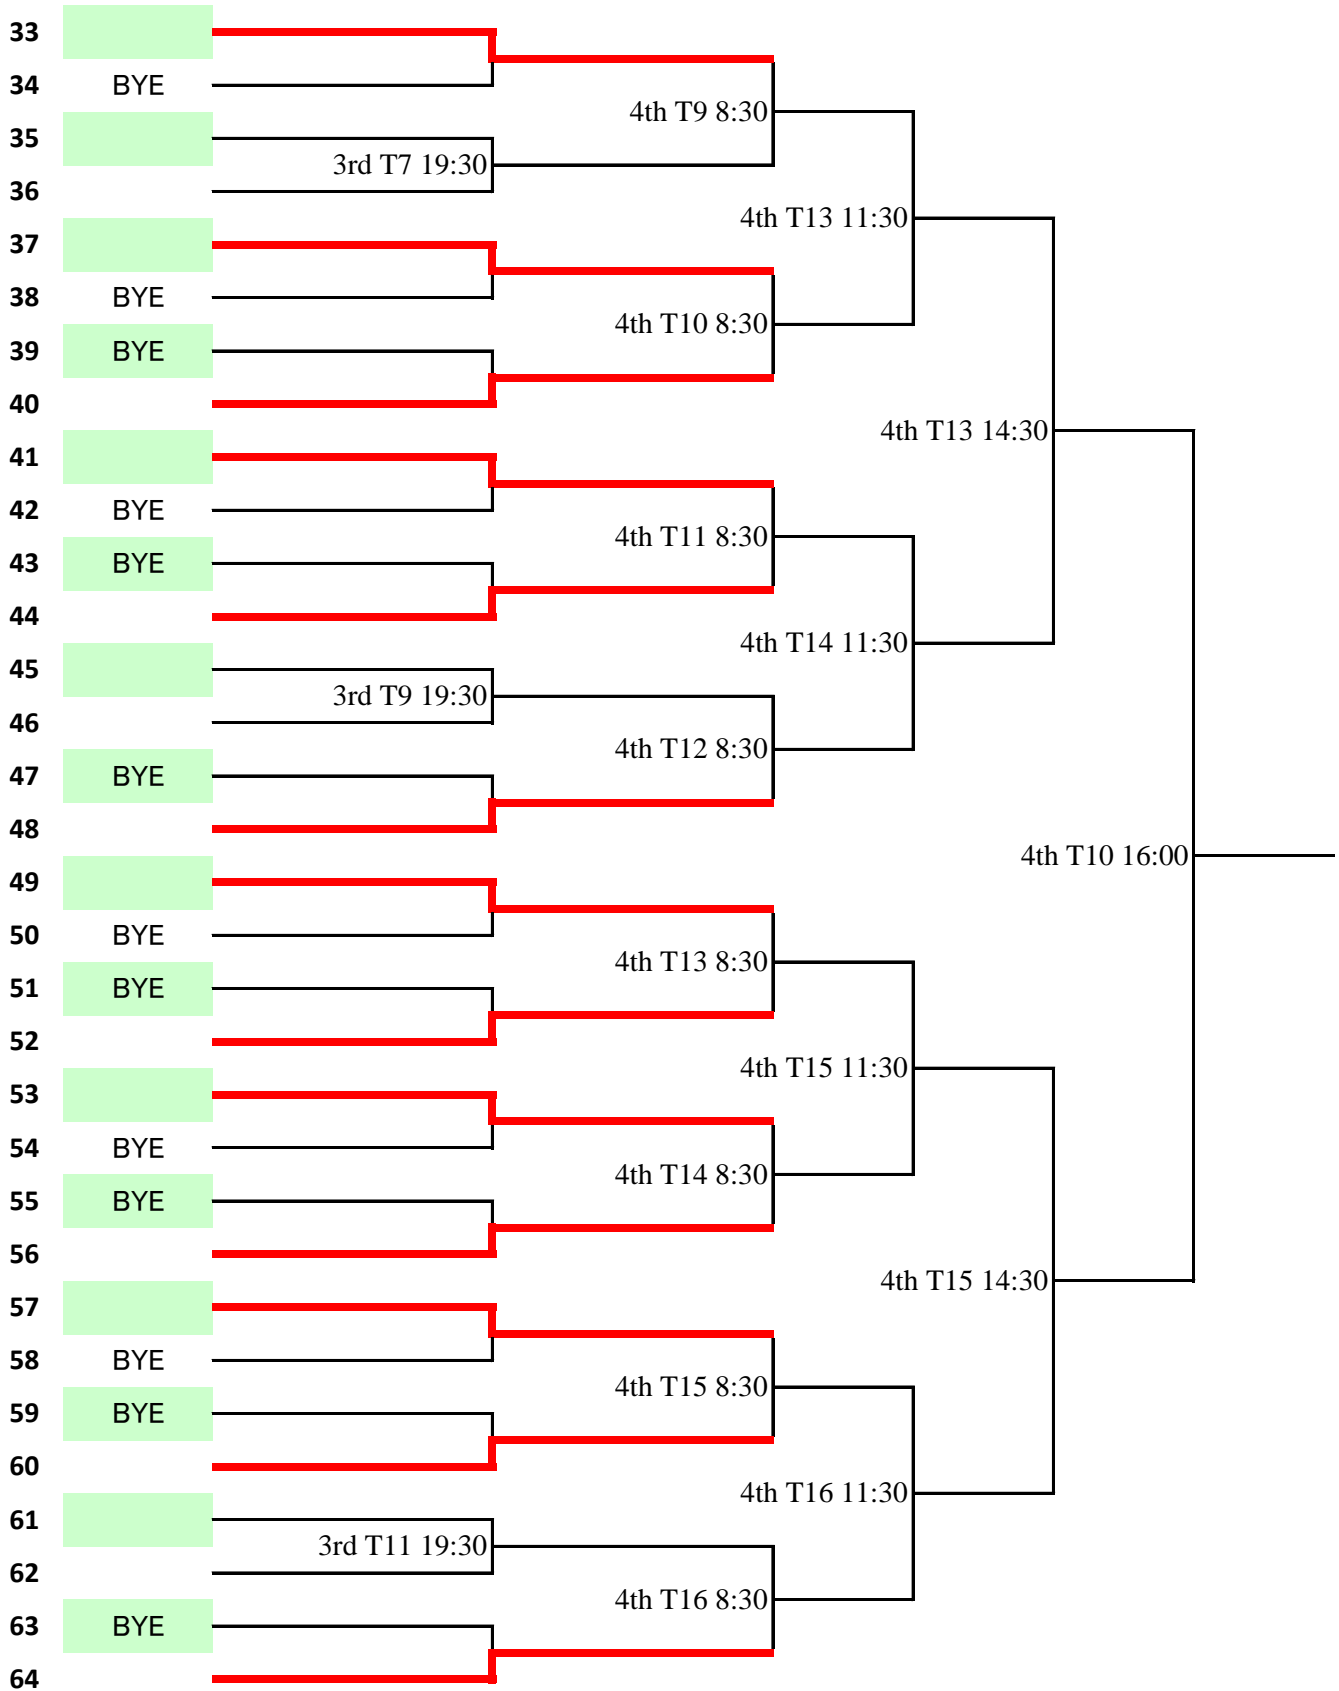 33
34 BYE
4th T9 8:30
35
3rd T7 19:30
36
4th T13 11:30
37
38 BYE
4th T10 8:30
39 BYE
40
4th T13 14:30
41
42 BYE
4th T11 8:30
43 BYE
44
4th T14 11:30
45
3rd T9 19:30
46
4th T12 8:30
47 BYE
48
4th T10 16:00
49
50 BYE
4th T13 8:30
51 BYE
52
4th T15 11:30
53
54 BYE
4th T14 8:30
55 BYE
56
4th T15 14:30
57
58 BYE
4th T15 8:30
59 BYE
60
4th T16 11:30
61
3rd T11 19:30
62
4th T16 8:30
63 BYE
64